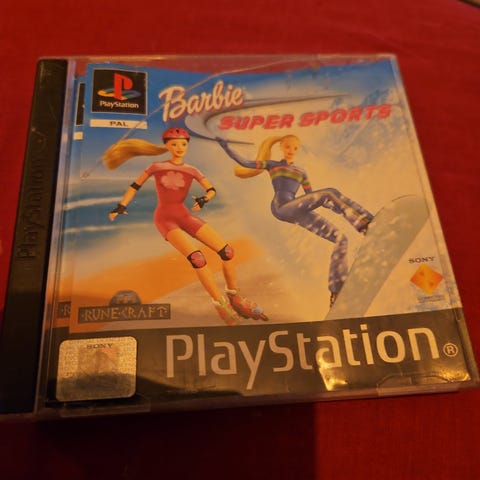 PlayStation
PlayStation
PAL
Barbie
SUPER SPORTS
SONY
RUNECRAFT
R
SONY
PlayStation®